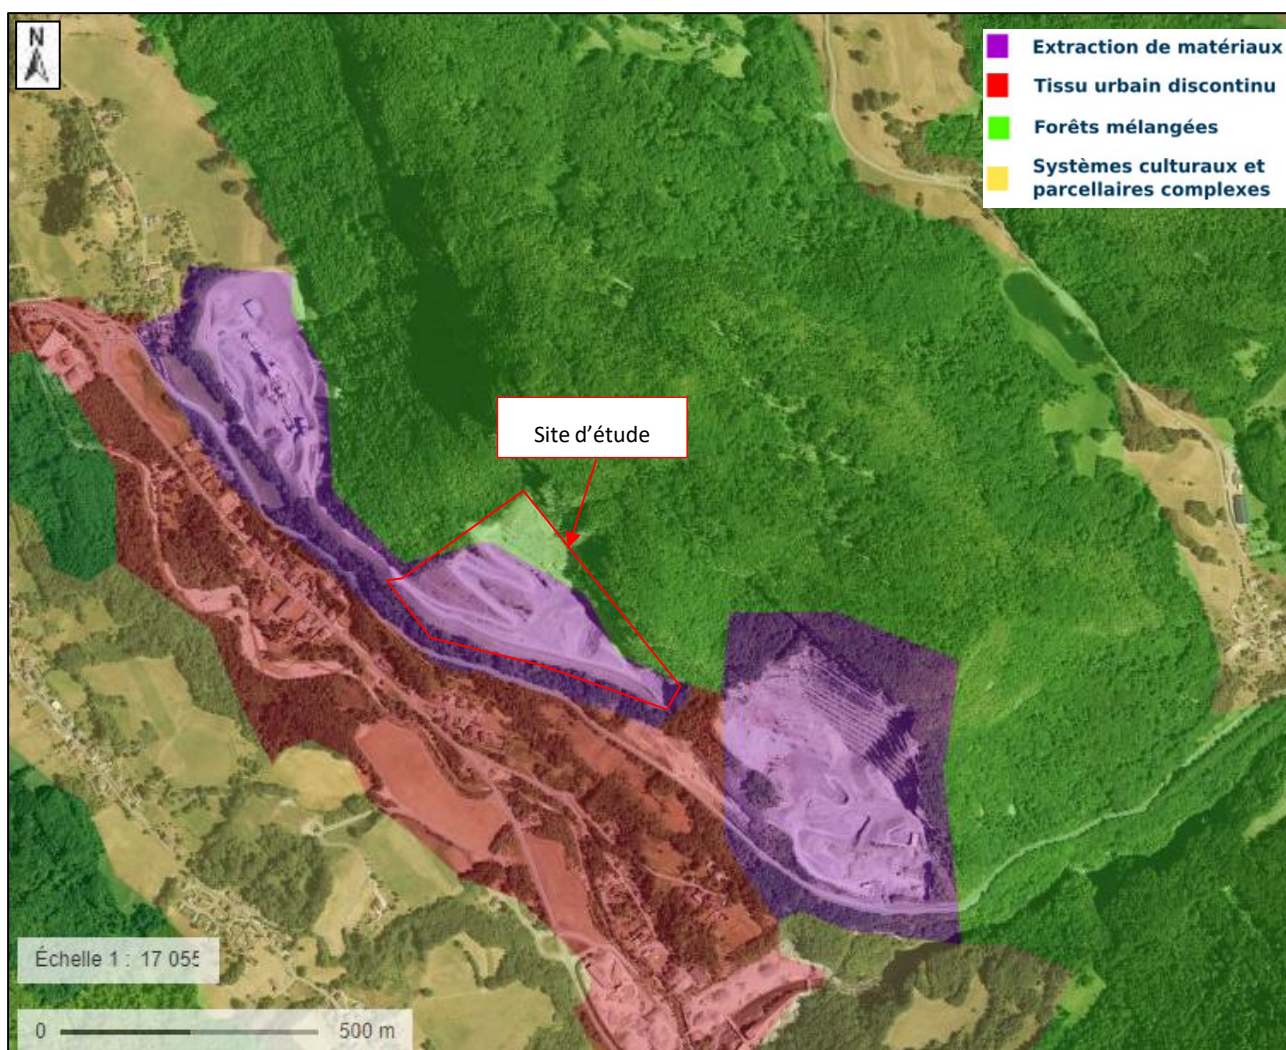 N
Extraction de matériaux
Tissu urbain discontinu
Forêts mélangées
Systèmes culturaux et
parcellaires complexes
Site d'étude
Échelle 1 : 17 055
0 500 m